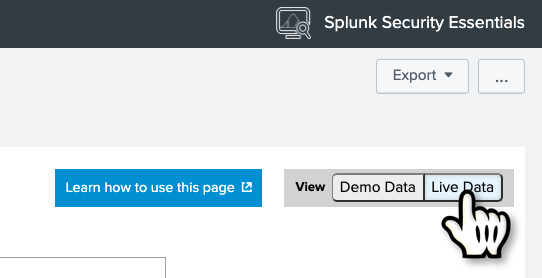 Splunk Security Essentials
Export
...
Learn how to use this page
View Demo Data Live Data